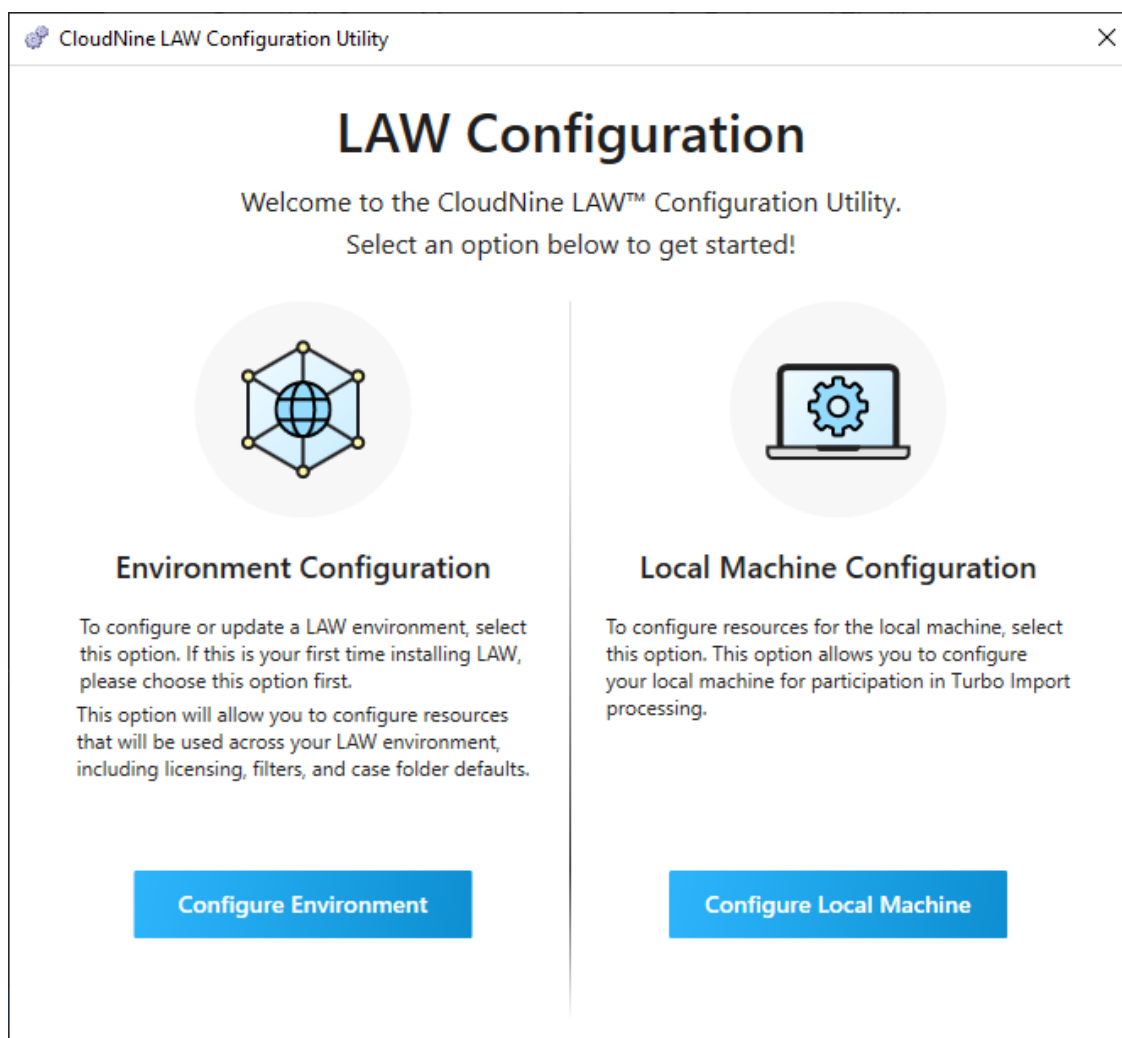 CloudNine LAW Configuration Utility
LAW Configuration
Welcome to the CloudNine LAW™ Configuration Utility.
Select an option below to get started!
Environment Configuration
To configure or update a LAW environment, select
this option. If this is your first time installing LAW,
please choose this option first.
This option will allow you to configure resources
that will be used across your LAW environment,
including licensing, filters, and case folder defaults.
Configure Environment
Local Machine Configuration
To configure resources for the local machine, select
this option. This option allows you to configure
your local machine for participation in Turbo Import
processing.
Configure Local Machine